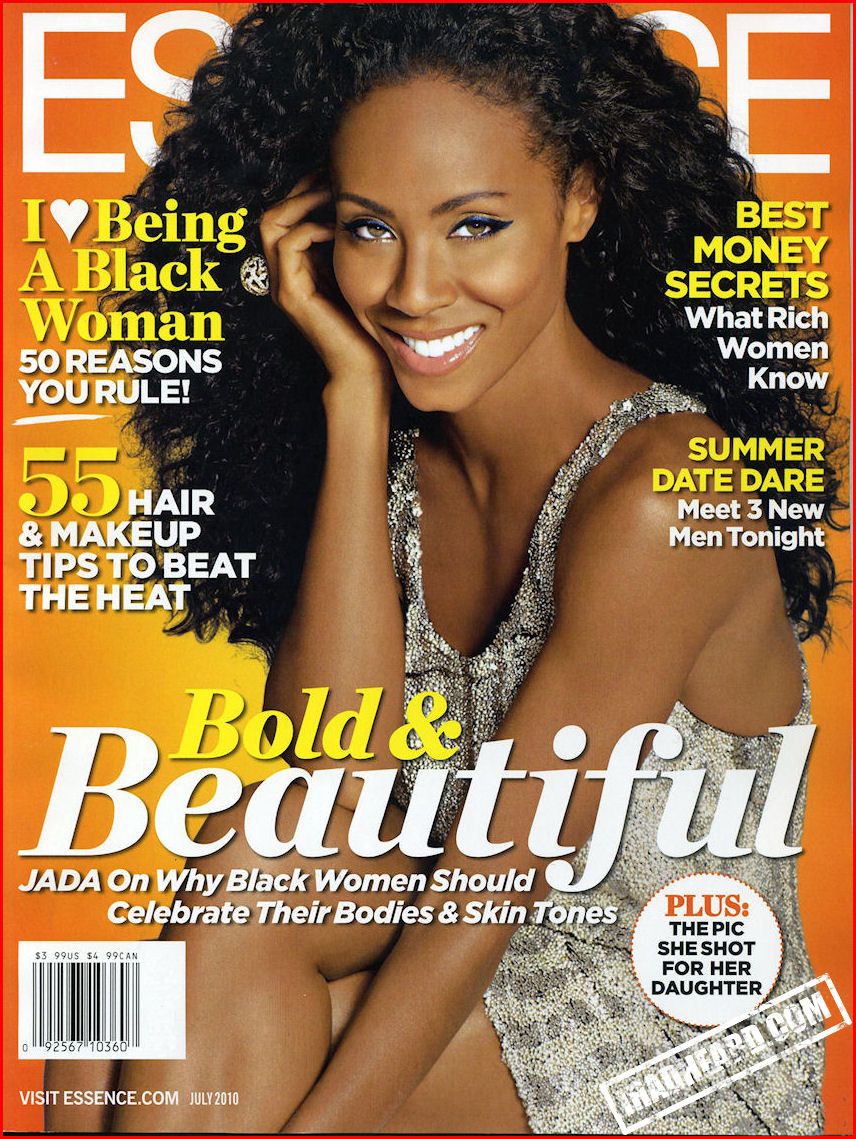 ESSENCE
I ♥ Being
A Black
Woman
50 REASONS
YOU RULE!
55 HAIR
& MAKEUP
TIPS TO BEAT
THE HEAT
BEST
MONEY
SECRETS
What Rich
Women
Know
SUMMER
DATE DARE
Meet 3 New
Men Tonight
Bold &
Beautiful
JADA On Why Black Women Should
Celebrate Their Bodies & Skin Tones
PLUS:
THE PIC
SHE SHOT
FOR HER
DAUGHTER
$3 99US $4 99CAN
0 92567 10360
VISIT ESSENCE.COM JULY 2010
IHADHEARD.COM